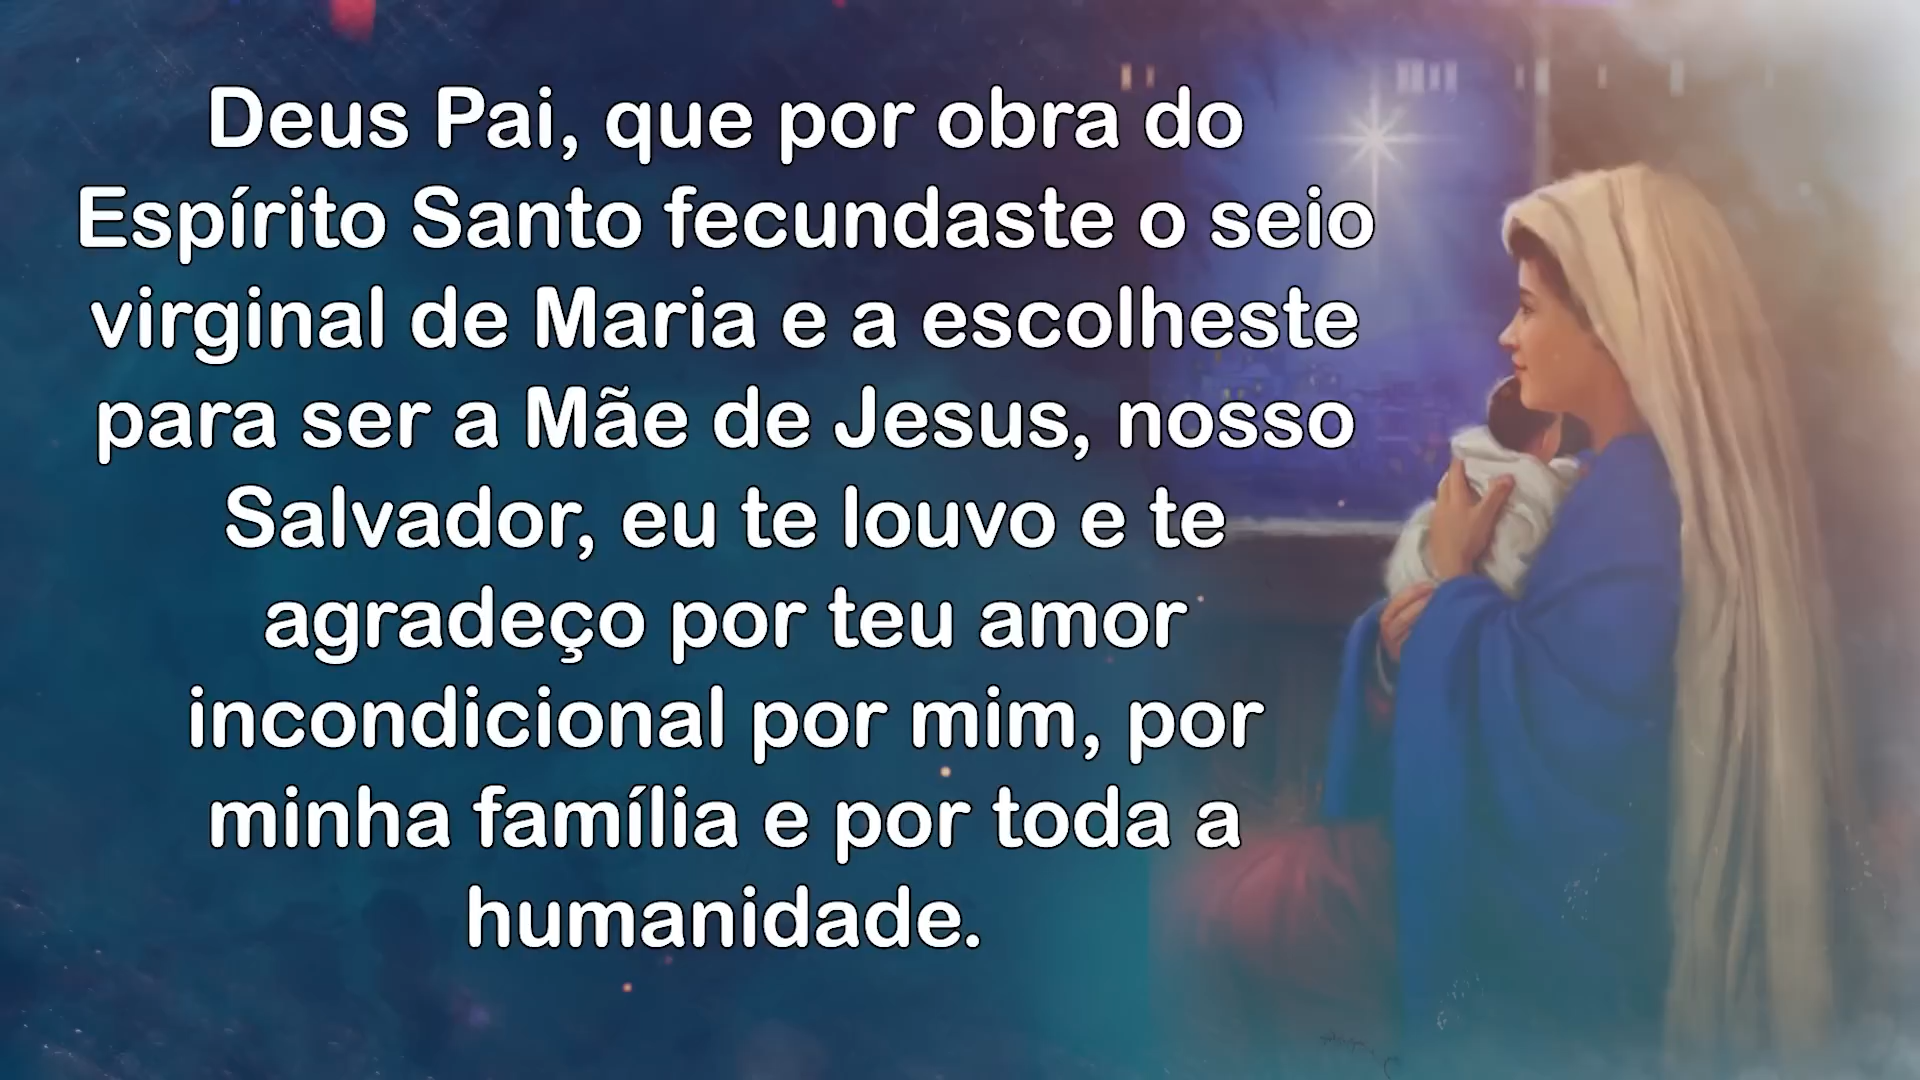 Deus Pai, que por obra do
Espírito Santo fecundaste o seio
virginal de Maria e a escolheste
para ser a Mãe de Jesus, nosso
Salvador, eu te louvo e te
agradeço por teu amor
incondicional por mim, por
minha família e por toda a
humanidade.